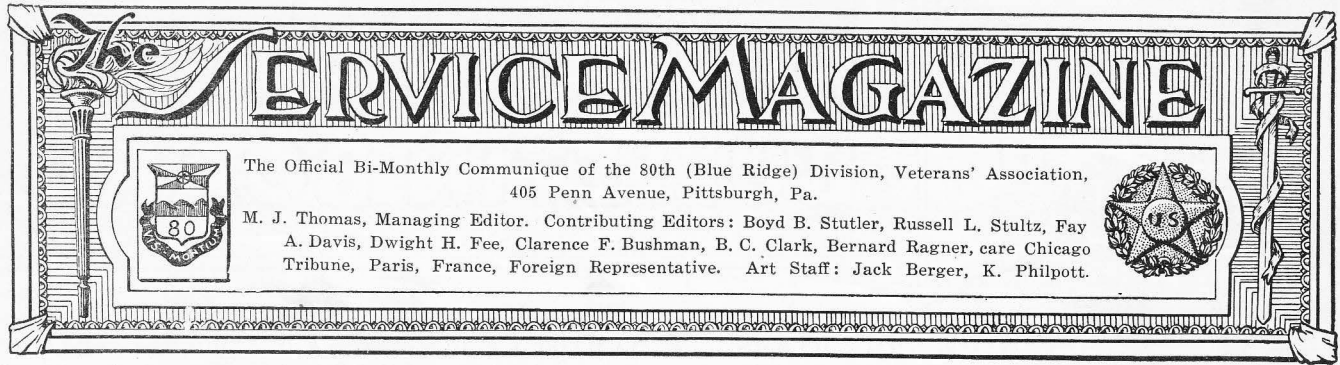 The SERVICE MAGAZINE
The Official Bi-Monthly Communique of the 80th (Blue Ridge) Division, Veterans' Association,
405 Penn Avenue, Pittsburgh, Pa.
M. J. Thomas, Managing Editor. Contributing Editors: Boyd B. Stutler, Russell L. Stultz, Fay
A. Davis, Dwight H. Fee, Clarence F. Bushman, B. C. Clark, Bernard Ragner, care Chicago
Tribune, Paris, France, Foreign Representative. Art Staff: Jack Berger, K. Philpott.
80
US